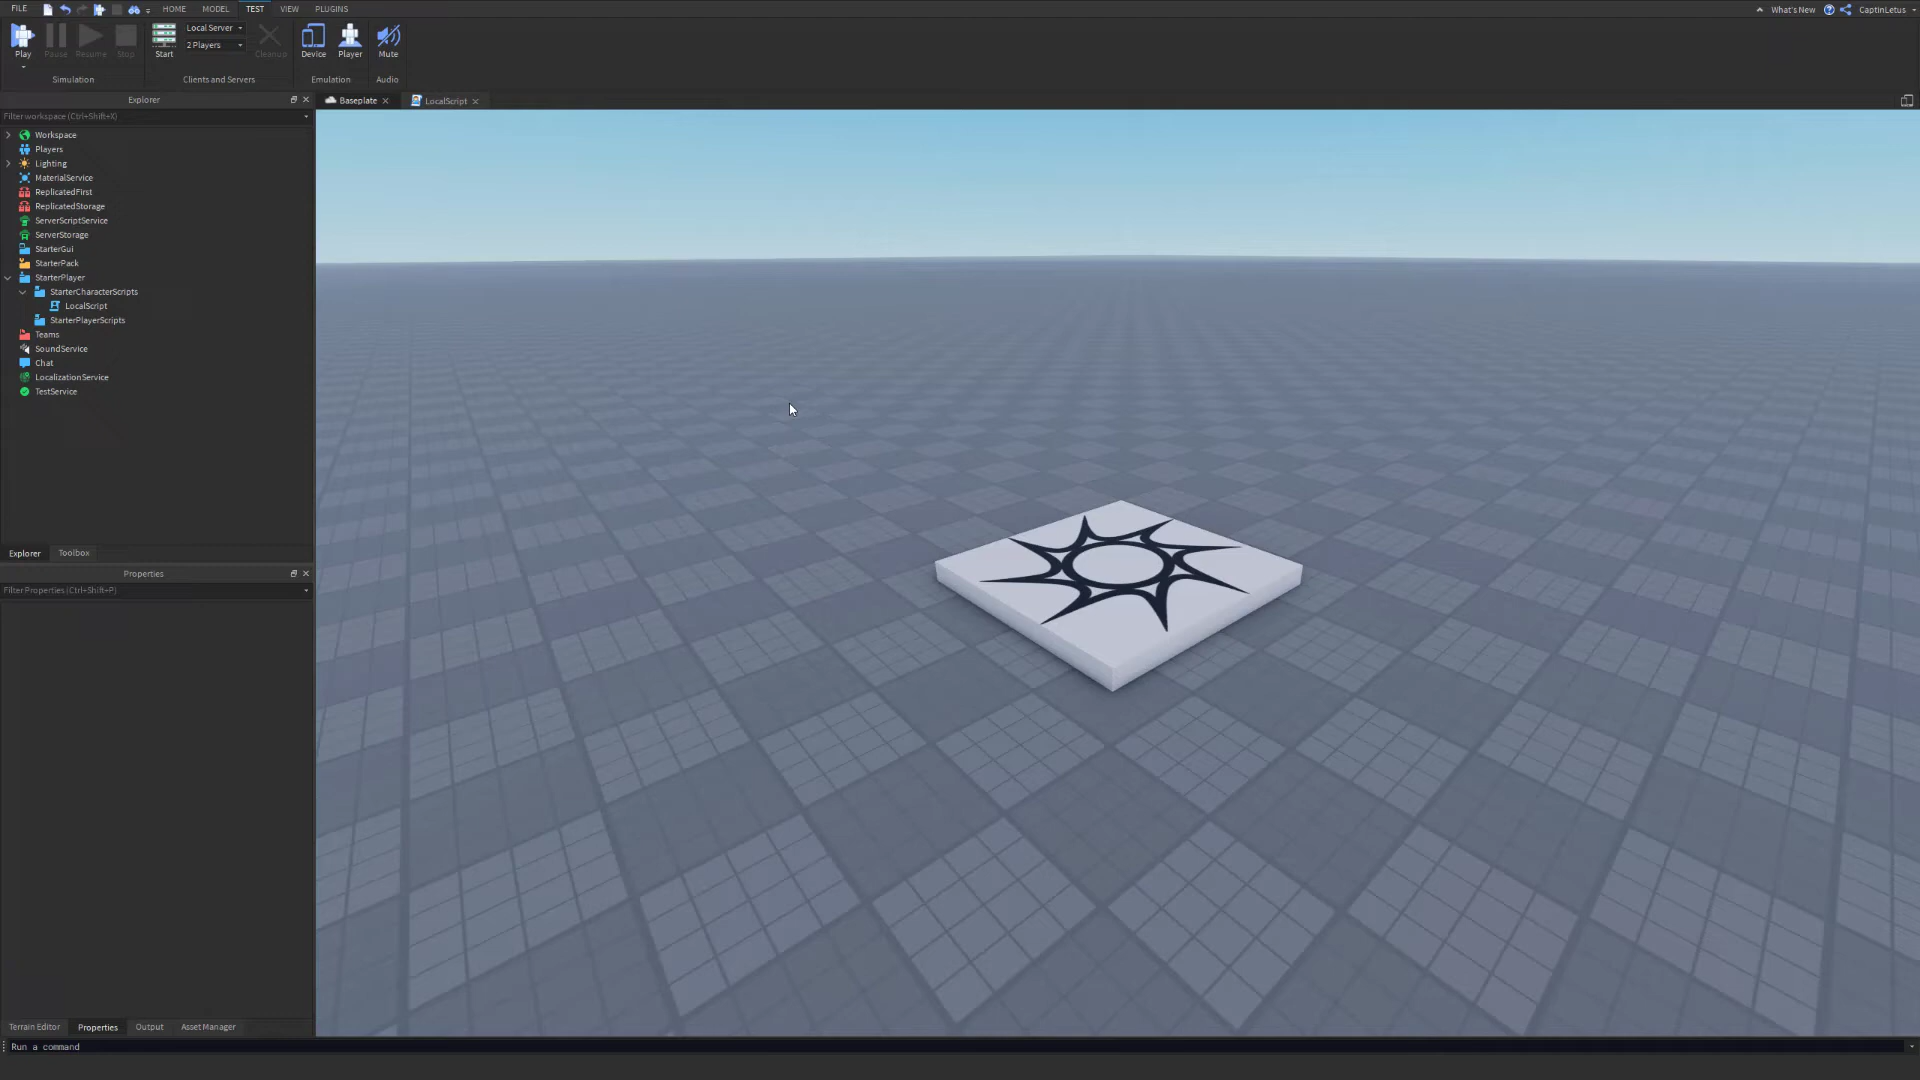 FILE HOME MODEL TEST VIEW PLUGINS What's New CaptinLetus
Play Pause Resume Stop Start Local Server 2 Players Cleanup Device Player Mute
Simulation Clients and Servers Emulation Audio
Explorer Baseplate LocalScript
Filter workspace (Ctrl+Shift+X)
Workspace
Players
Lighting
MaterialService
ReplicatedFirst
ReplicatedStorage
ServerScriptService
ServerStorage
StarterGui
StarterPack
StarterPlayer
StarterCharacterScripts
LocalScript
StarterPlayerScripts
Teams
SoundService
Chat
LocalizationService
TestService
Explorer Toolbox
Properties
Filter Properties (Ctrl+Shift+P)
Terrain Editor Properties Output Asset Manager
Run a command